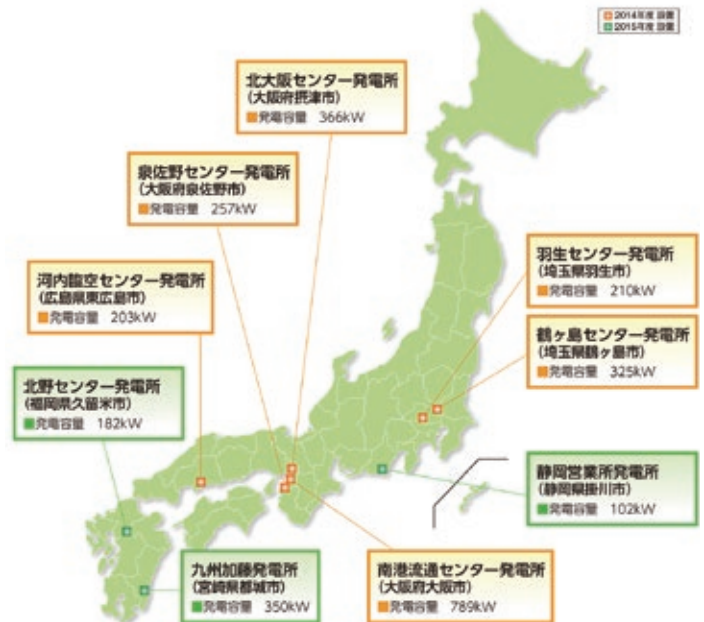 2014年度 設置
2015年度 設置
北大阪センター発電所
(大阪府摂津市)
発電容量 366kW
泉佐野センター発電所
(大阪府泉佐野市)
発電容量 257kW
河内臨空センター発電所
(広島県東広島市)
発電容量 203kW
北野センター発電所
(福岡県久留米市)
発電容量 182kW
羽生センター発電所
(埼玉県羽生市)
発電容量 210kW
鶴ヶ島センター発電所
(埼玉県鶴ヶ島市)
発電容量 325kW
静岡営業所発電所
(静岡県掛川市)
発電容量 102kW
九州加藤発電所
(宮崎県都城市)
発電容量 350kW
南港流通センター発電所
(大阪府大阪市)
発電容量 789kW